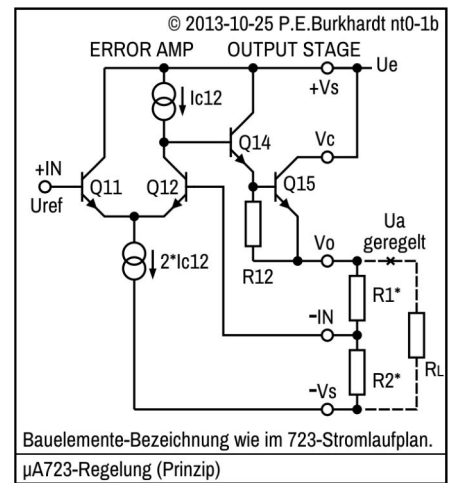 © 2013-10-25 P.E.Burkhardt nt0-1b
ERROR AMP OUTPUT STAGE
Ue
+Vs
Ic12
Q14
Vc
+IN
Q11
Q12
Q15
Uref
Ua
geregelt
2*Ic12
Vo
R12
R1*
-IN
R2*
RL
-Vs
Bauelemente-Bezeichnung wie im 723-Stromlaufplan.
µA723-Regelung (Prinzip)